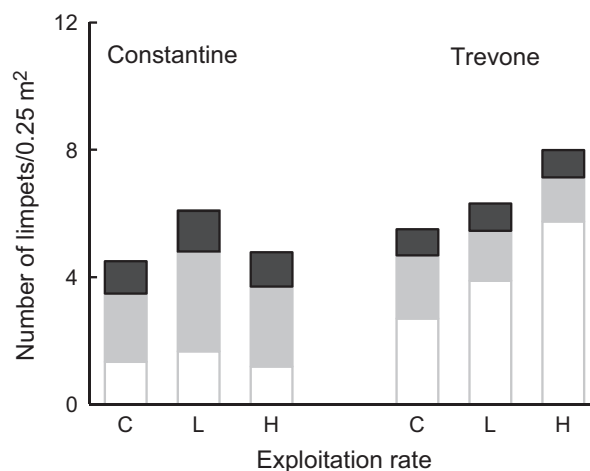 12
Constantine
Trevone
8
4
0
Number of limpets/0.25 m²
C L H C L H
Exploitation rate